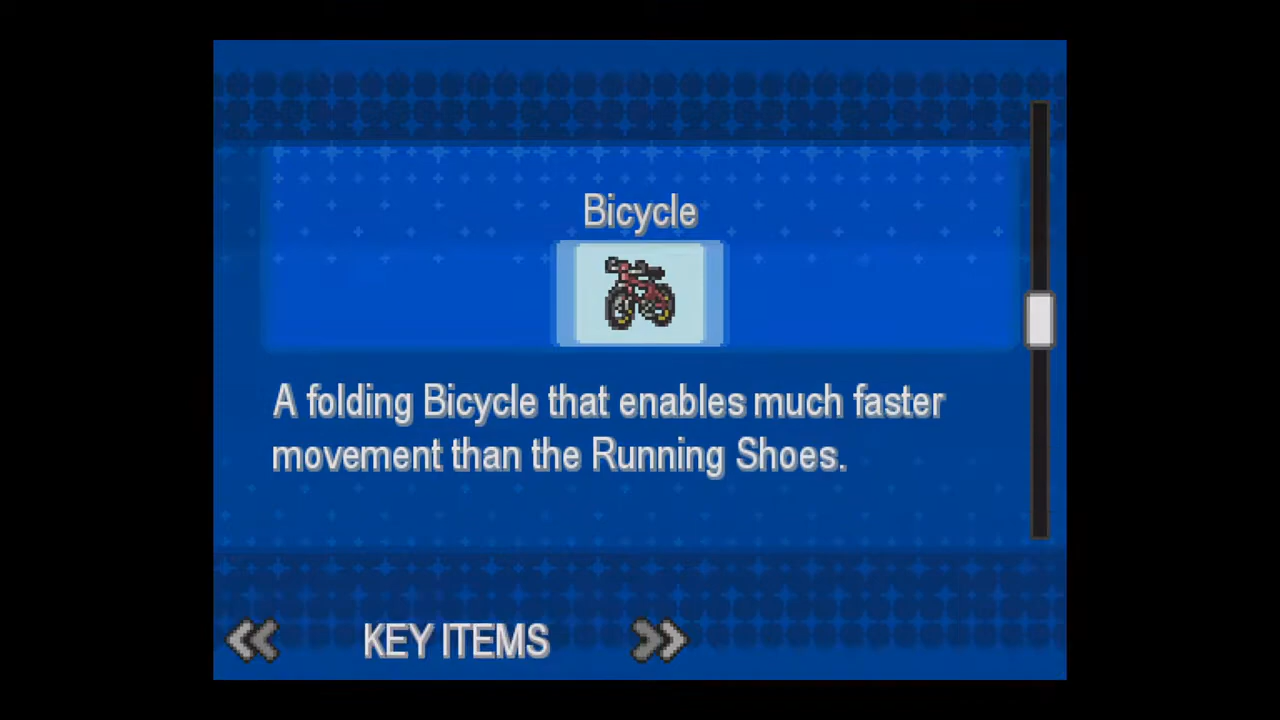 Bicycle
A folding Bicycle that enables much faster
movement than the Running Shoes.
KEY ITEMS